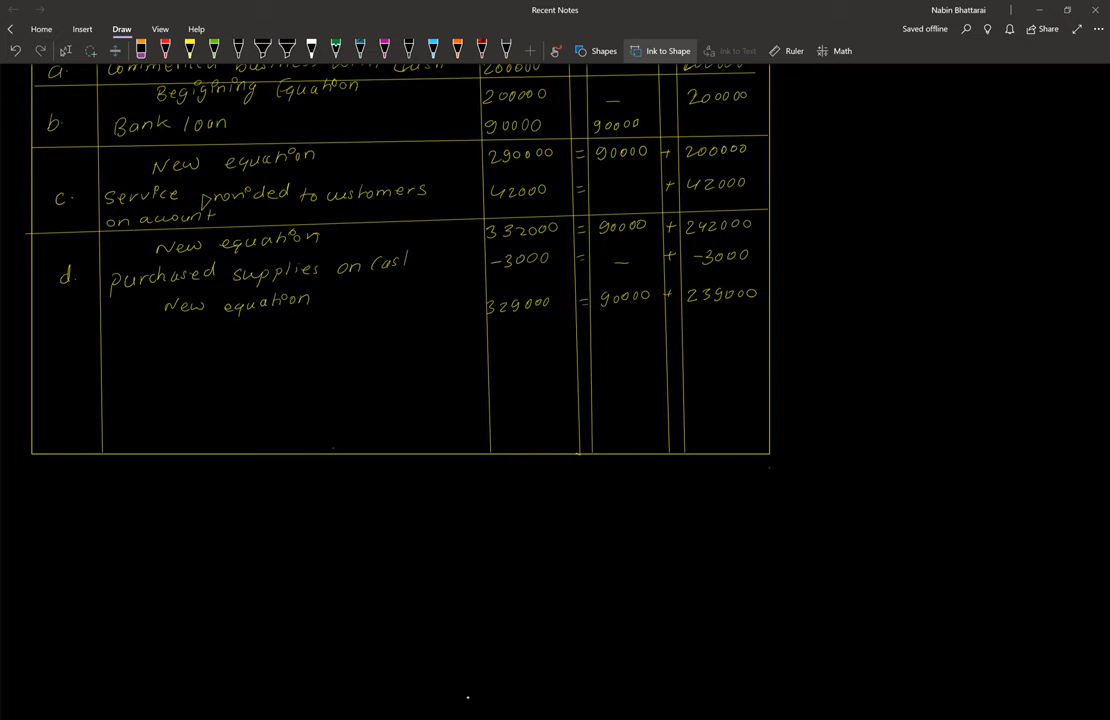 Recent Notes
Nabin Bhattarai
Home Insert Draw View Help
Saved offline
Share
Shapes
Ink to Shape
Ink to Text
Ruler
Math
a. business Cash 200000
Begigining Equation 200000 — 200000
b. Bank loan 90000 90000
New equation 290000 = 90000 + 200000
c. Service provided to customers 42000 = + 42000
on account
New equation 332000 = 90000 + 242000
d. purchased supplies on Cash -3000 = — + -3000
New equation 329000 = 90000 + 239000